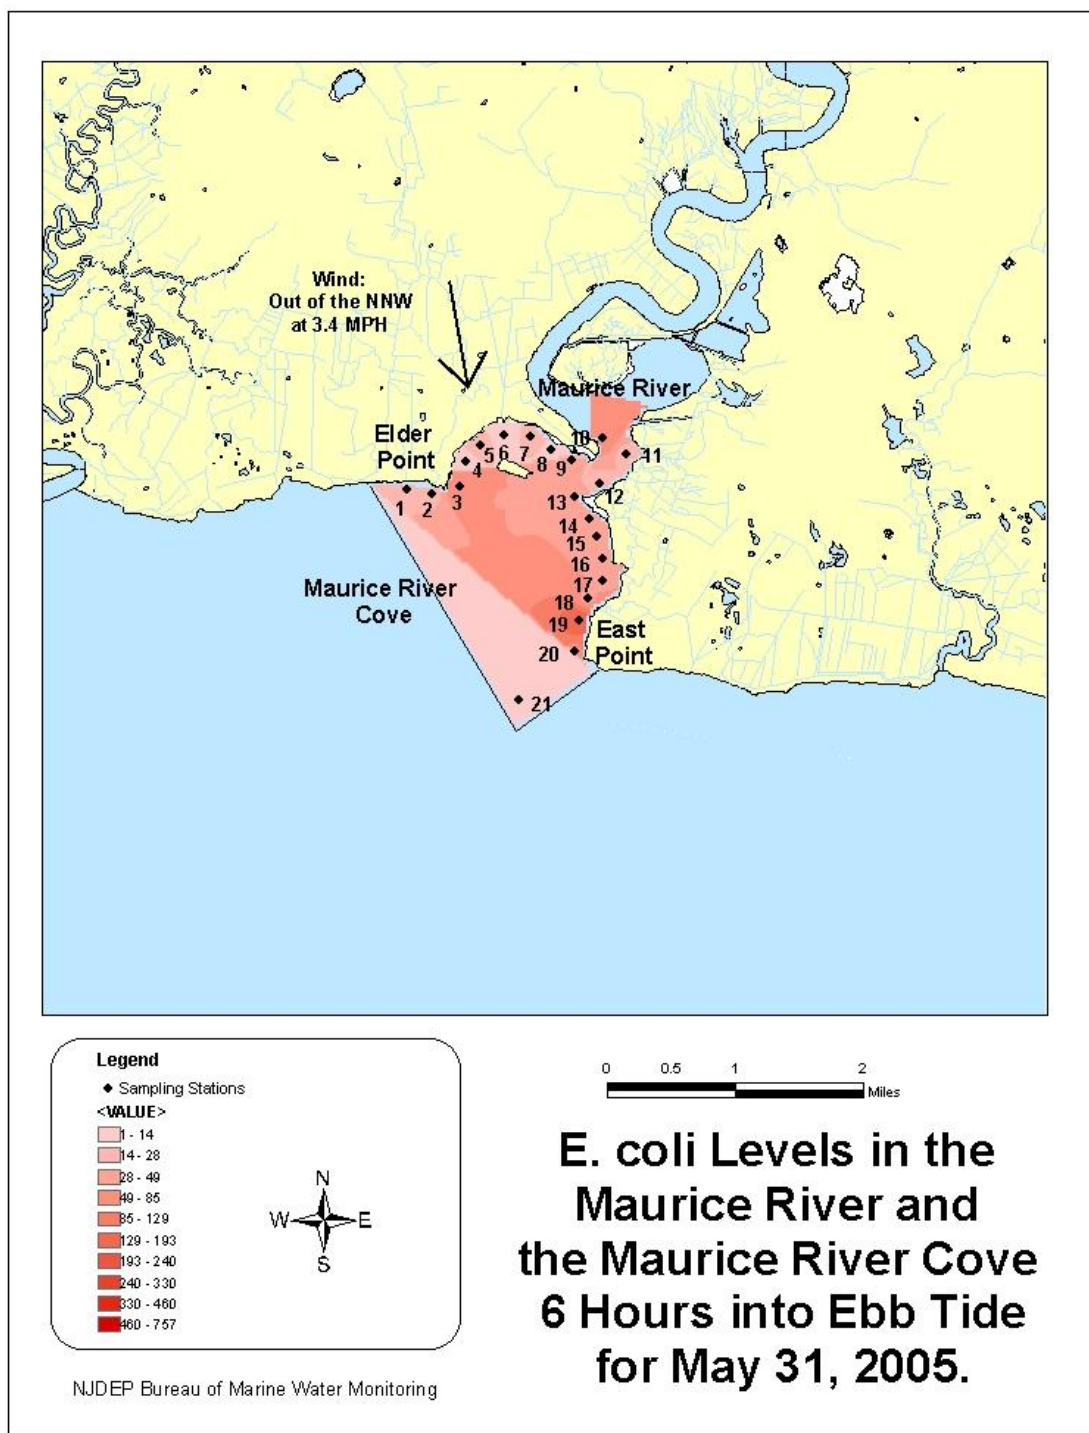 Wind:
Out of the NNW
at 3.4 MPH
Maurice River
Elder
Point
1
2
3
4
5
6
7
8
9
10
11
12
13
14
15
16
17
18
19
20
21
Maurice River
Cove
East
Point
Legend
Sampling Stations
<VALUE>
1 - 14
14 - 28
28 - 49
49 - 85
85 - 129
129 - 193
193 - 240
240 - 330
330 - 460
460 - 757
N
W E
S
0 0.5 1 2
Miles
E. coli Levels in the
Maurice River and
the Maurice River Cove
6 Hours into Ebb Tide
for May 31, 2005.
NJDEP Bureau of Marine Water Monitoring